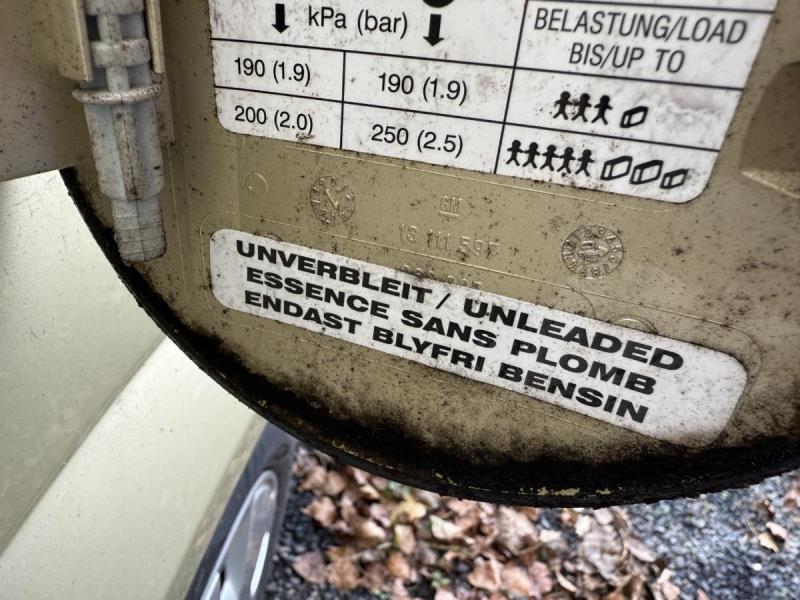 kPa (bar)
BELASTUNG/LOAD
BIS/UP TO
190 (1.9)
190 (1.9)
200 (2.0)
250 (2.5)
GM
UNVERBLEIT / UNLEADED
ESSENCE SANS PLOMB
ENDAST BLYFRI BENSIN